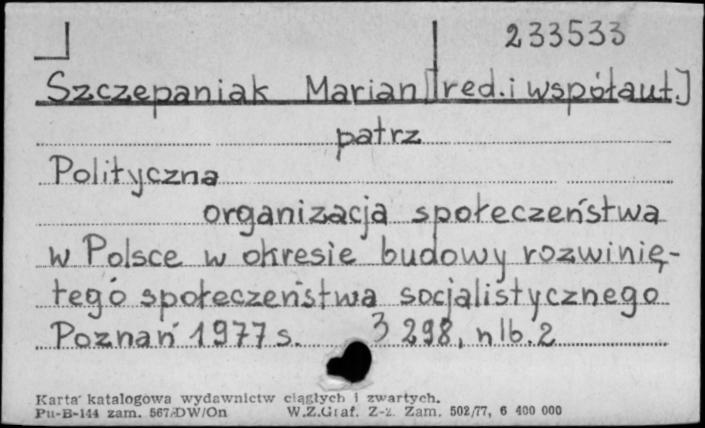 233533
Szczepaniak Marian [red. i współaut.]
patrz
Polityczna
organizacja społeczeństwa
w Polsce w okresie budowy rozwinię-
tego społeczeństwa socjalistycznego
Poznań 1977 s. 3 298, nlb. 2
Karta katalogowa wydawnictw ciągłych i zwartych.
Pu-B-144 zam. 567/DW/On W.Z.Graf. Z-z. Zam. 502/77, 6 400 000